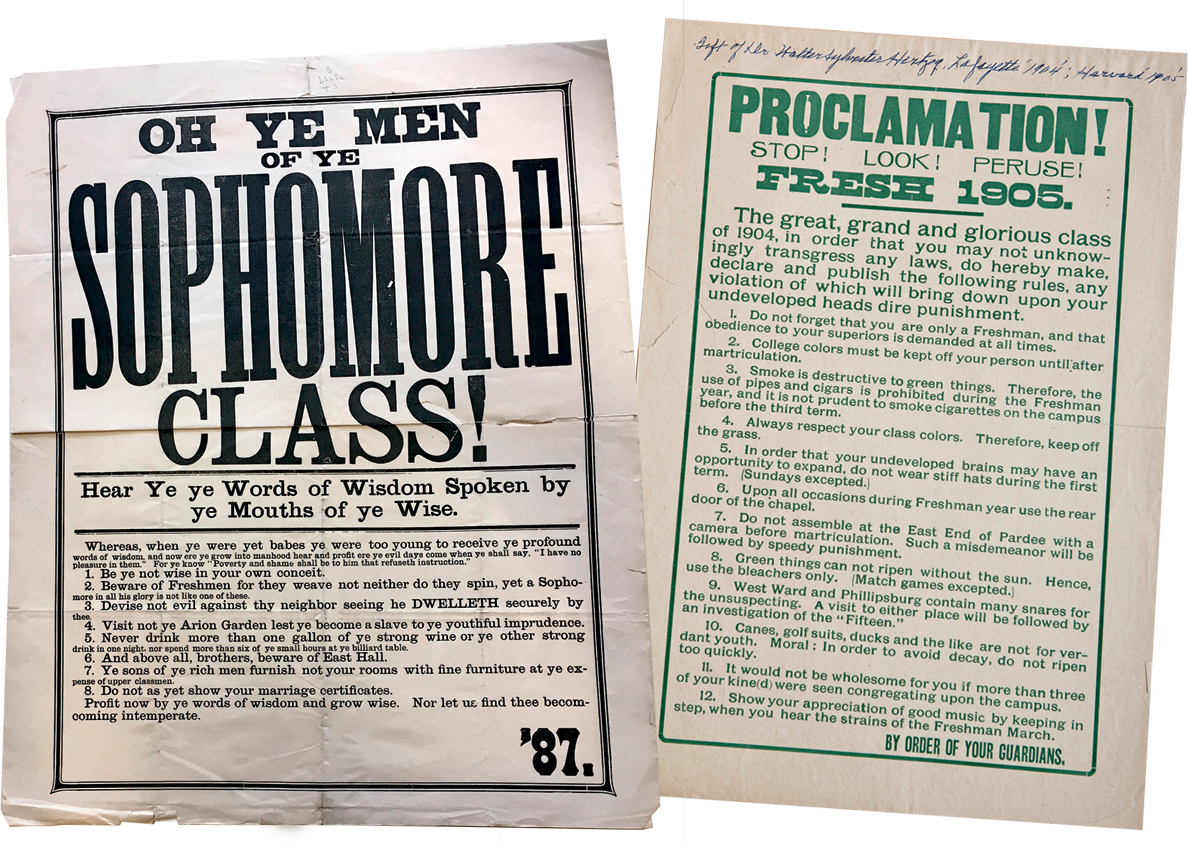 OH YE MEN
OF YE
SOPHOMORE
CLASS!
Hear Ye ye Words of Wisdom Spoken by
ye Mouths of ye Wise.
Whereas, when ye were yet babes ye were too young to receive ye profound
words of wisdom, and now ere ye grow into manhood hear and profit ere ye evil days come when ye shall say, "I have no
pleasure in them." For ye know "Poverty and shame shall be to him that refuseth instruction."
1. Be ye not wise in your own conceit.
2. Beware of Freshmen for they weave not neither do they spin, yet a Sopho-
more in all his glory is not like one of these.
3. Devise not evil against thy neighbor seeing he DWELLETH securely by
thee.
4. Visit not ye Arion Garden lest ye become a slave to ye youthful imprudence.
5. Never drink more than one gallon of ye strong wine or ye other strong
drink in one night, nor spend more than six of ye small hours at ye billiard table.
6. And above all, brothers, beware of East Hall.
7. Ye sons of ye rich men furnish not your rooms with fine furniture at ye ex-
pense of upper classmen.
8. Do not as yet show your marriage certificates.
Profit now by ye words of wisdom and grow wise. Nor let us find thee becom-
coming intemperate.
'87.
Gift of Dr Walter Sylvester Hertzog, Lafayette 1904; Harvard 1905
PROCLAMATION!
STOP! LOOK! PERUSE!
FRESH 1905.
The great, grand and glorious class
of 1904, in order that you may not unknow-
ingly transgress any laws, do hereby make,
declare and publish the following rules, any
violation of which will bring down upon your
undeveloped heads dire punishment.
1. Do not forget that you are only a Freshman, and that
obedience to your superiors is demanded at all times.
2. College colors must be kept off your person until after
martriculation.
3. Smoke is destructive to green things. Therefore, the
use of pipes and cigars is prohibited during the Freshman
year, and it is not prudent to smoke cigarettes on the campus
before the third term.
4. Always respect your class colors. Therefore, keep off
the grass.
5. In order that your undeveloped brains may have an
opportunity to expand, do not wear stiff hats during the first
term. (Sundays excepted.)
6. Upon all occasions during Freshman year use the rear
door of the chapel.
7. Do not assemble at the East End of Pardee with a
camera before martriculation. Such a misdemeanor will be
followed by speedy punishment.
8. Green things can not ripen without the sun. Hence,
use the bleachers only. (Match games excepted.)
9. West Ward and Phillipsburg contain many snares for
the unsuspecting. A visit to either place will be followed by
an investigation of the "Fifteen."
10. Canes, golf suits, ducks and the like are not for ver-
dant youth. Moral: In order to avoid decay, do not ripen
too quickly.
11. It would not be wholesome for you if more than three
of your kine(d) were seen congregating upon the campus.
12. Show your appreciation of good music by keeping in
step, when you hear the strains of the Freshman March.
BY ORDER OF YOUR GUARDIANS.